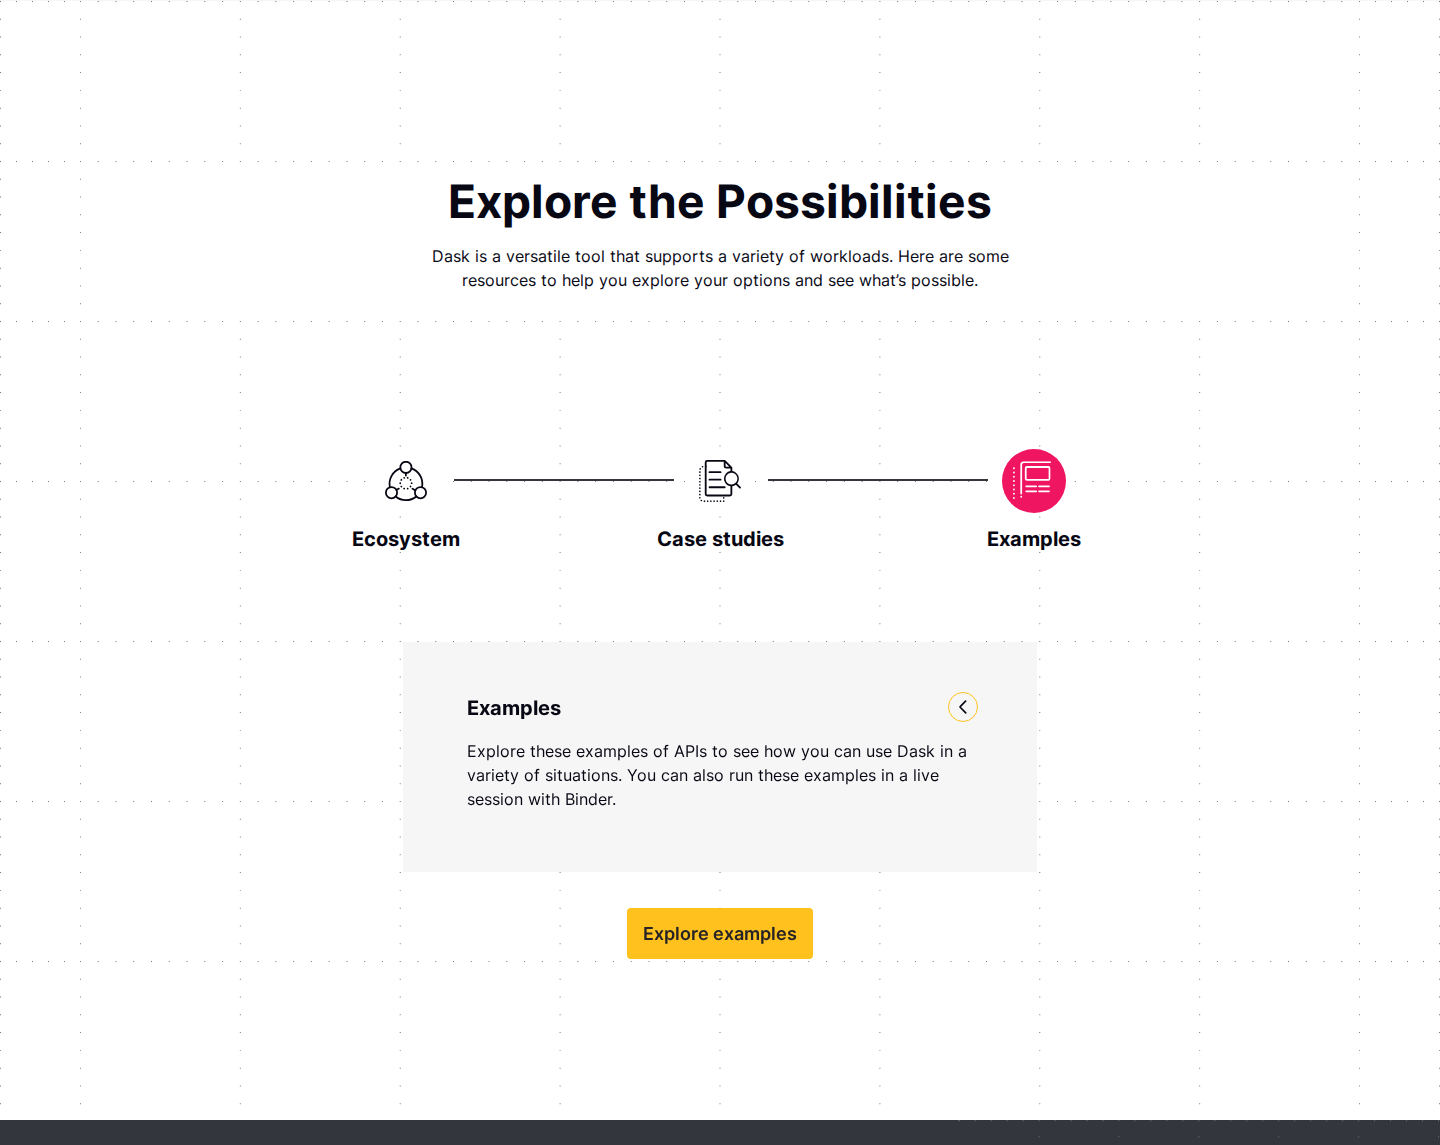 Explore the Possibilities
Dask is a versatile tool that supports a variety of workloads. Here are some
resources to help you explore your options and see what’s possible.
Ecosystem
Case studies
Examples
Examples
Explore these examples of APIs to see how you can use Dask in a
variety of situations. You can also run these examples in a live
session with Binder.
Explore examples